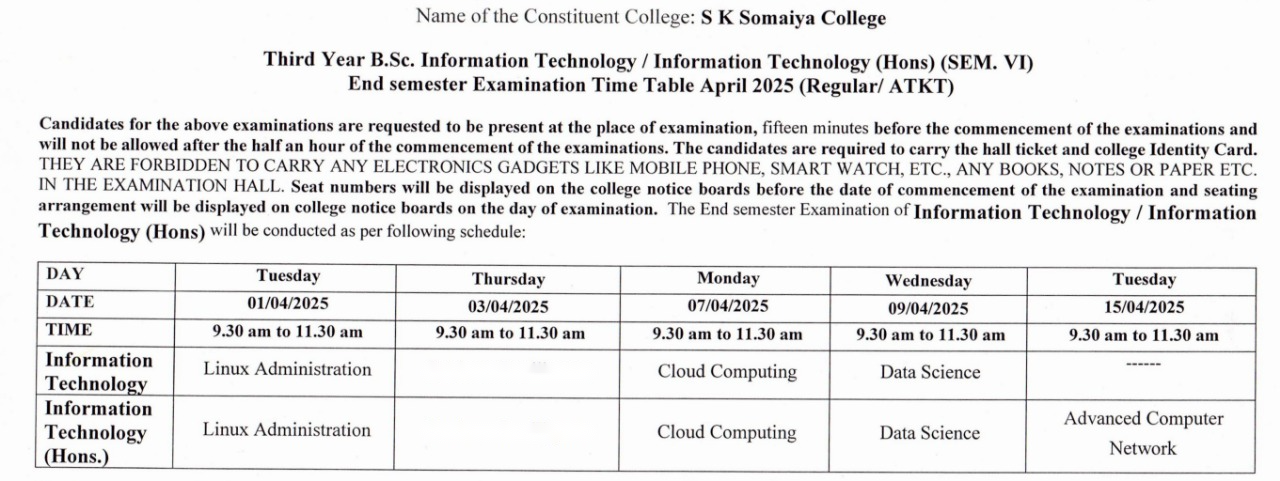 Name of the Constituent College: S K Somaiya College
Third Year B.Sc. Information Technology / Information Technology (Hons) (SEM. VI)
End semester Examination Time Table April 2025 (Regular/ ATKT)
Candidates for the above examinations are requested to be present at the place of examination, fifteen minutes before the commencement of the examinations and
will not be allowed after the half an hour of the commencement of the examinations. The candidates are required to carry the hall ticket and college Identity Card.
THEY ARE FORBIDDEN TO CARRY ANY ELECTRONICS GADGETS LIKE MOBILE PHONE, SMART WATCH, ETC., ANY BOOKS, NOTES OR PAPER ETC.
IN THE EXAMINATION HALL. Seat numbers will be displayed on the college notice boards before the date of commencement of the examination and seating
arrangement will be displayed on college notice boards on the day of examination. The End semester Examination of Information Technology / Information
Technology (Hons) will be conducted as per following schedule:
DAY Tuesday Thursday Monday Wednesday Tuesday
DATE 01/04/2025 03/04/2025 07/04/2025 09/04/2025 15/04/2025
TIME 9.30 am to 11.30 am 9.30 am to 11.30 am 9.30 am to 11.30 am 9.30 am to 11.30 am 9.30 am to 11.30 am
Information
Technology Linux Administration Cloud Computing Data Science ------
Information
Technology
(Hons.) Linux Administration Cloud Computing Data Science Advanced Computer
Network